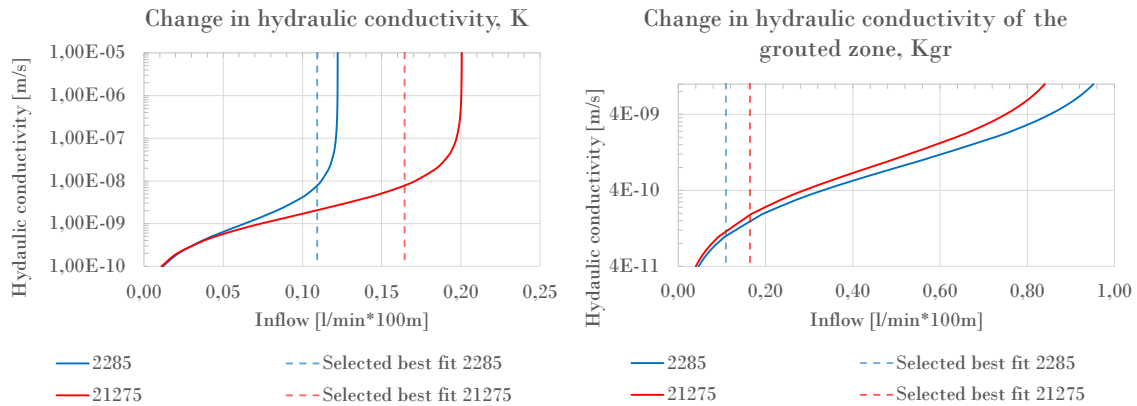 Change in hydraulic conductivity, K
Hydaulic conductivity [m/s]
1,00E-05
1,00E-06
1,00E-07
1,00E-08
1,00E-09
1,00E-10
0,00 0,05 0,10 0,15 0,20 0,25
Inflow [l/min*100m]
2285 Selected best fit 2285
21275 Selected best fit 21275
Change in hydraulic conductivity of the
grouted zone, Kgr
Hydaulic conductivity [m/s]
4E-09
4E-10
4E-11
0,00 0,20 0,40 0,60 0,80 1,00
Inflow [l/min*100m]
2285 Selected best fit 2285
21275 Selected best fit 21275